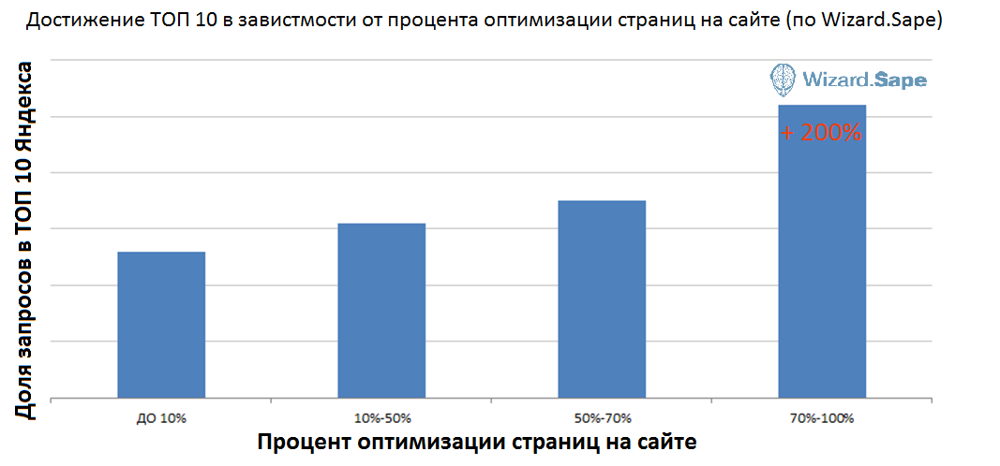 Достижение ТОП 10 в завистмости от процента оптимизации страниц на сайте (по Wizard.Sape)
Доля запросов в ТОП 10 Яндекса
Wizard.Sape
+ 200%
ДО 10%
10%-50%
50%-70%
70%-100%
Процент оптимизации страниц на сайте